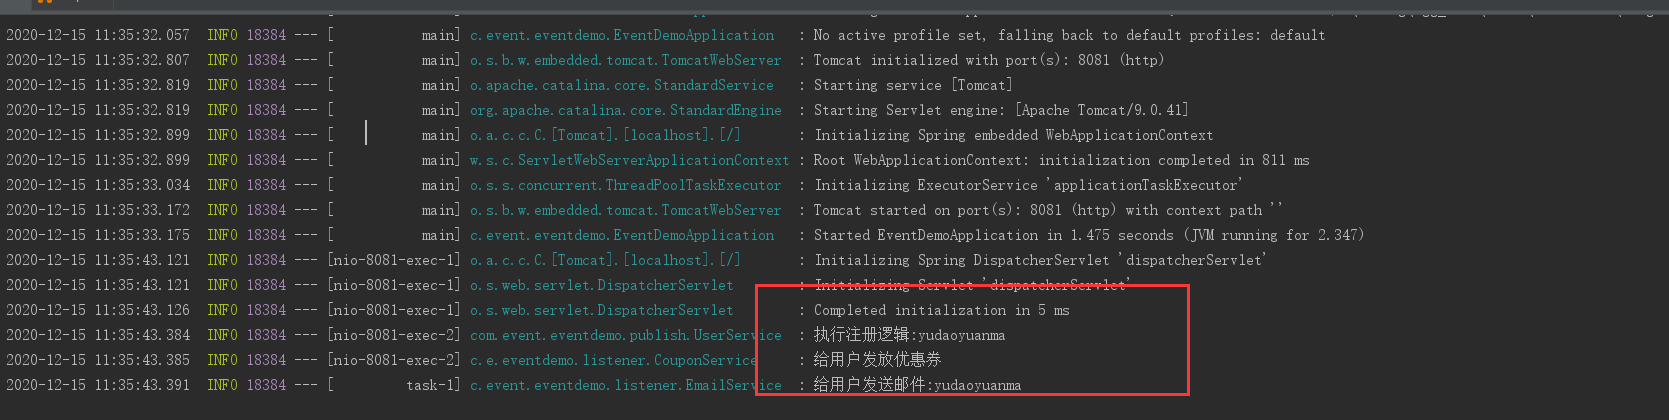 2020-12-15 11:35:32.057  INFO 18384 --- [           main] c.event.eventdemo.EventDemoApplication   : No active profile set, falling back to default profiles: default
2020-12-15 11:35:32.807  INFO 18384 --- [           main] o.s.b.w.embedded.tomcat.TomcatWebServer  : Tomcat initialized with port(s): 8081 (http)
2020-12-15 11:35:32.819  INFO 18384 --- [           main] o.apache.catalina.core.StandardService   : Starting service [Tomcat]
2020-12-15 11:35:32.819  INFO 18384 --- [           main] org.apache.catalina.core.StandardEngine  : Starting Servlet engine: [Apache Tomcat/9.0.41]
2020-12-15 11:35:32.899  INFO 18384 --- [           main] o.a.c.c.C.[Tomcat].[localhost].[/]       : Initializing Spring embedded WebApplicationContext
2020-12-15 11:35:32.899  INFO 18384 --- [           main] w.s.c.ServletWebServerApplicationContext : Root WebApplicationContext: initialization completed in 811 ms
2020-12-15 11:35:33.034  INFO 18384 --- [           main] o.s.s.concurrent.ThreadPoolTaskExecutor  : Initializing ExecutorService 'applicationTaskExecutor'
2020-12-15 11:35:33.172  INFO 18384 --- [           main] o.s.b.w.embedded.tomcat.TomcatWebServer  : Tomcat started on port(s): 8081 (http) with context path ''
2020-12-15 11:35:33.175  INFO 18384 --- [           main] c.event.eventdemo.EventDemoApplication   : Started EventDemoApplication in 1.475 seconds (JVM running for 2.347)
2020-12-15 11:35:43.121  INFO 18384 --- [nio-8081-exec-1] o.a.c.c.C.[Tomcat].[localhost].[/]       : Initializing Spring DispatcherServlet 'dispatcherServlet'
2020-12-15 11:35:43.121  INFO 18384 --- [nio-8081-exec-1] o.s.web.servlet.DispatcherServlet        : Initializing Servlet 'dispatcherServlet'
2020-12-15 11:35:43.126  INFO 18384 --- [nio-8081-exec-1] o.s.web.servlet.DispatcherServlet        : Completed initialization in 5 ms
2020-12-15 11:35:43.384  INFO 18384 --- [nio-8081-exec-2] com.event.eventdemo.publish.UserService  : 执行注册逻辑:yudaoyuanma
2020-12-15 11:35:43.385  INFO 18384 --- [nio-8081-exec-2] c.e.eventdemo.listener.CouponService     : 给用户发放优惠券
2020-12-15 11:35:43.391  INFO 18384 --- [         task-1] c.event.eventdemo.listener.EmailService  : 给用户发送邮件:yudaoyuanma